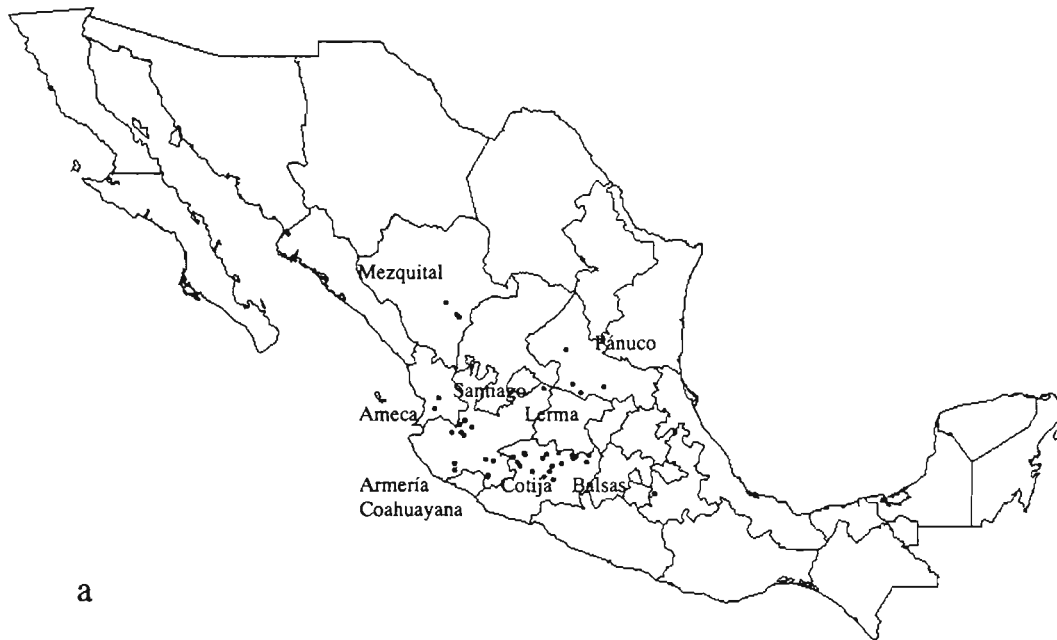 Mezquital
Pánuco
Santiago
Ameca
Lerma
Armería
Coahuayana
Cotija
Balsas
a